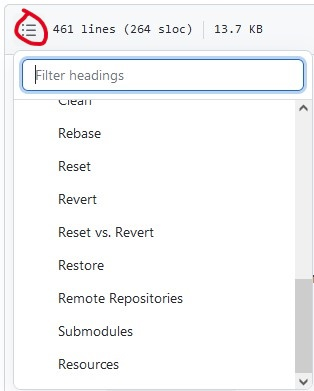 461 lines (264 sloc) 13.7 KB
Filter headings
Clean
Rebase
Reset
Revert
Reset vs. Revert
Restore
Remote Repositories
Submodules
Resources